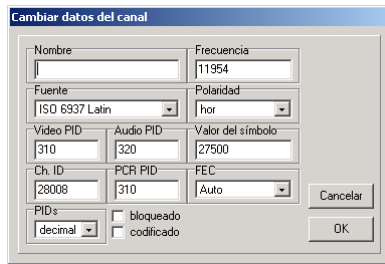 Cambiar datos del canal
Nombre Frecuencia
11954
Fuente Polaridad
ISO 6937 Latin hor
Video PID Audio PID Valor del símbolo
310 320 27500
Ch. ID PCR PID FEC
28008 310 Auto
Cancelar
PIDs
decimal bloqueado
codificado
OK